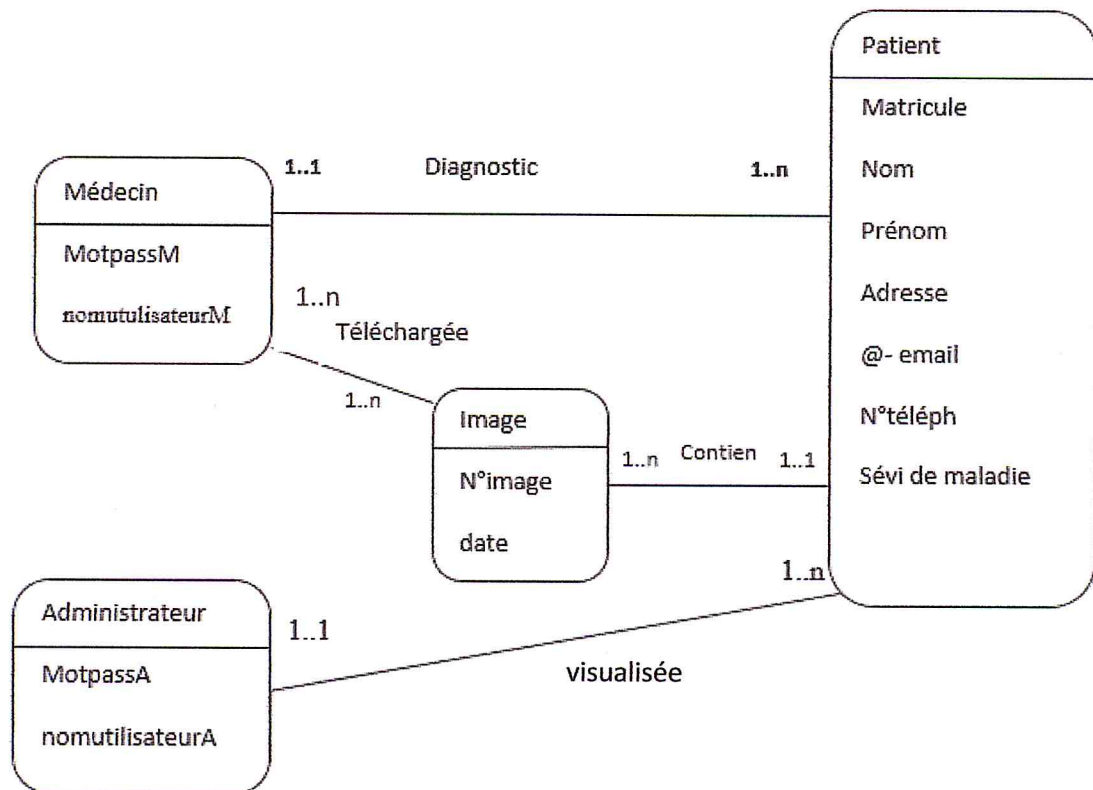 Patient
Matricule
Nom
Prénom
Adresse
@- email
N°téléph
Sévi de maladie
1..1 Diagnostic 1..n
Médecin
MotpassM
nomutulisateurM
1..n
Téléchargée
1..n
Image
N°image
date
1..n Contien 1..1
1..n
Administrateur
MotpassA
nomutilisateurA
1..1
visualisée